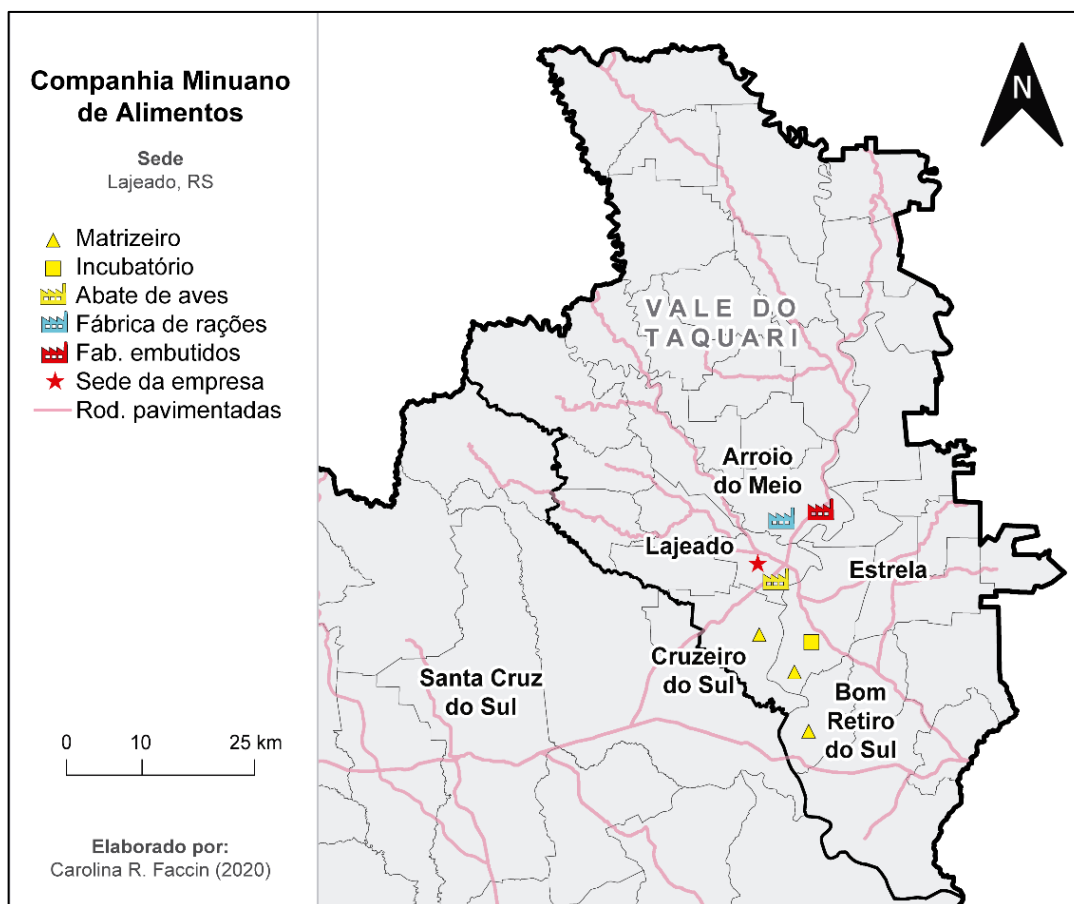 Companhia Minuano
de Alimentos
Sede
Lajeado, RS
Matrizeiro
Incubatório
Abate de aves
Fábrica de rações
Fab. embutidos
Sede da empresa
Rod. pavimentadas
0 10 25 km
Elaborado por:
Carolina R. Faccin (2020)
N
VALE DO
TAQUARI
Arroio
do Meio
Lajeado
Estrela
Cruzeiro
do Sul
Santa Cruz
do Sul
Bom
Retiro
do Sul